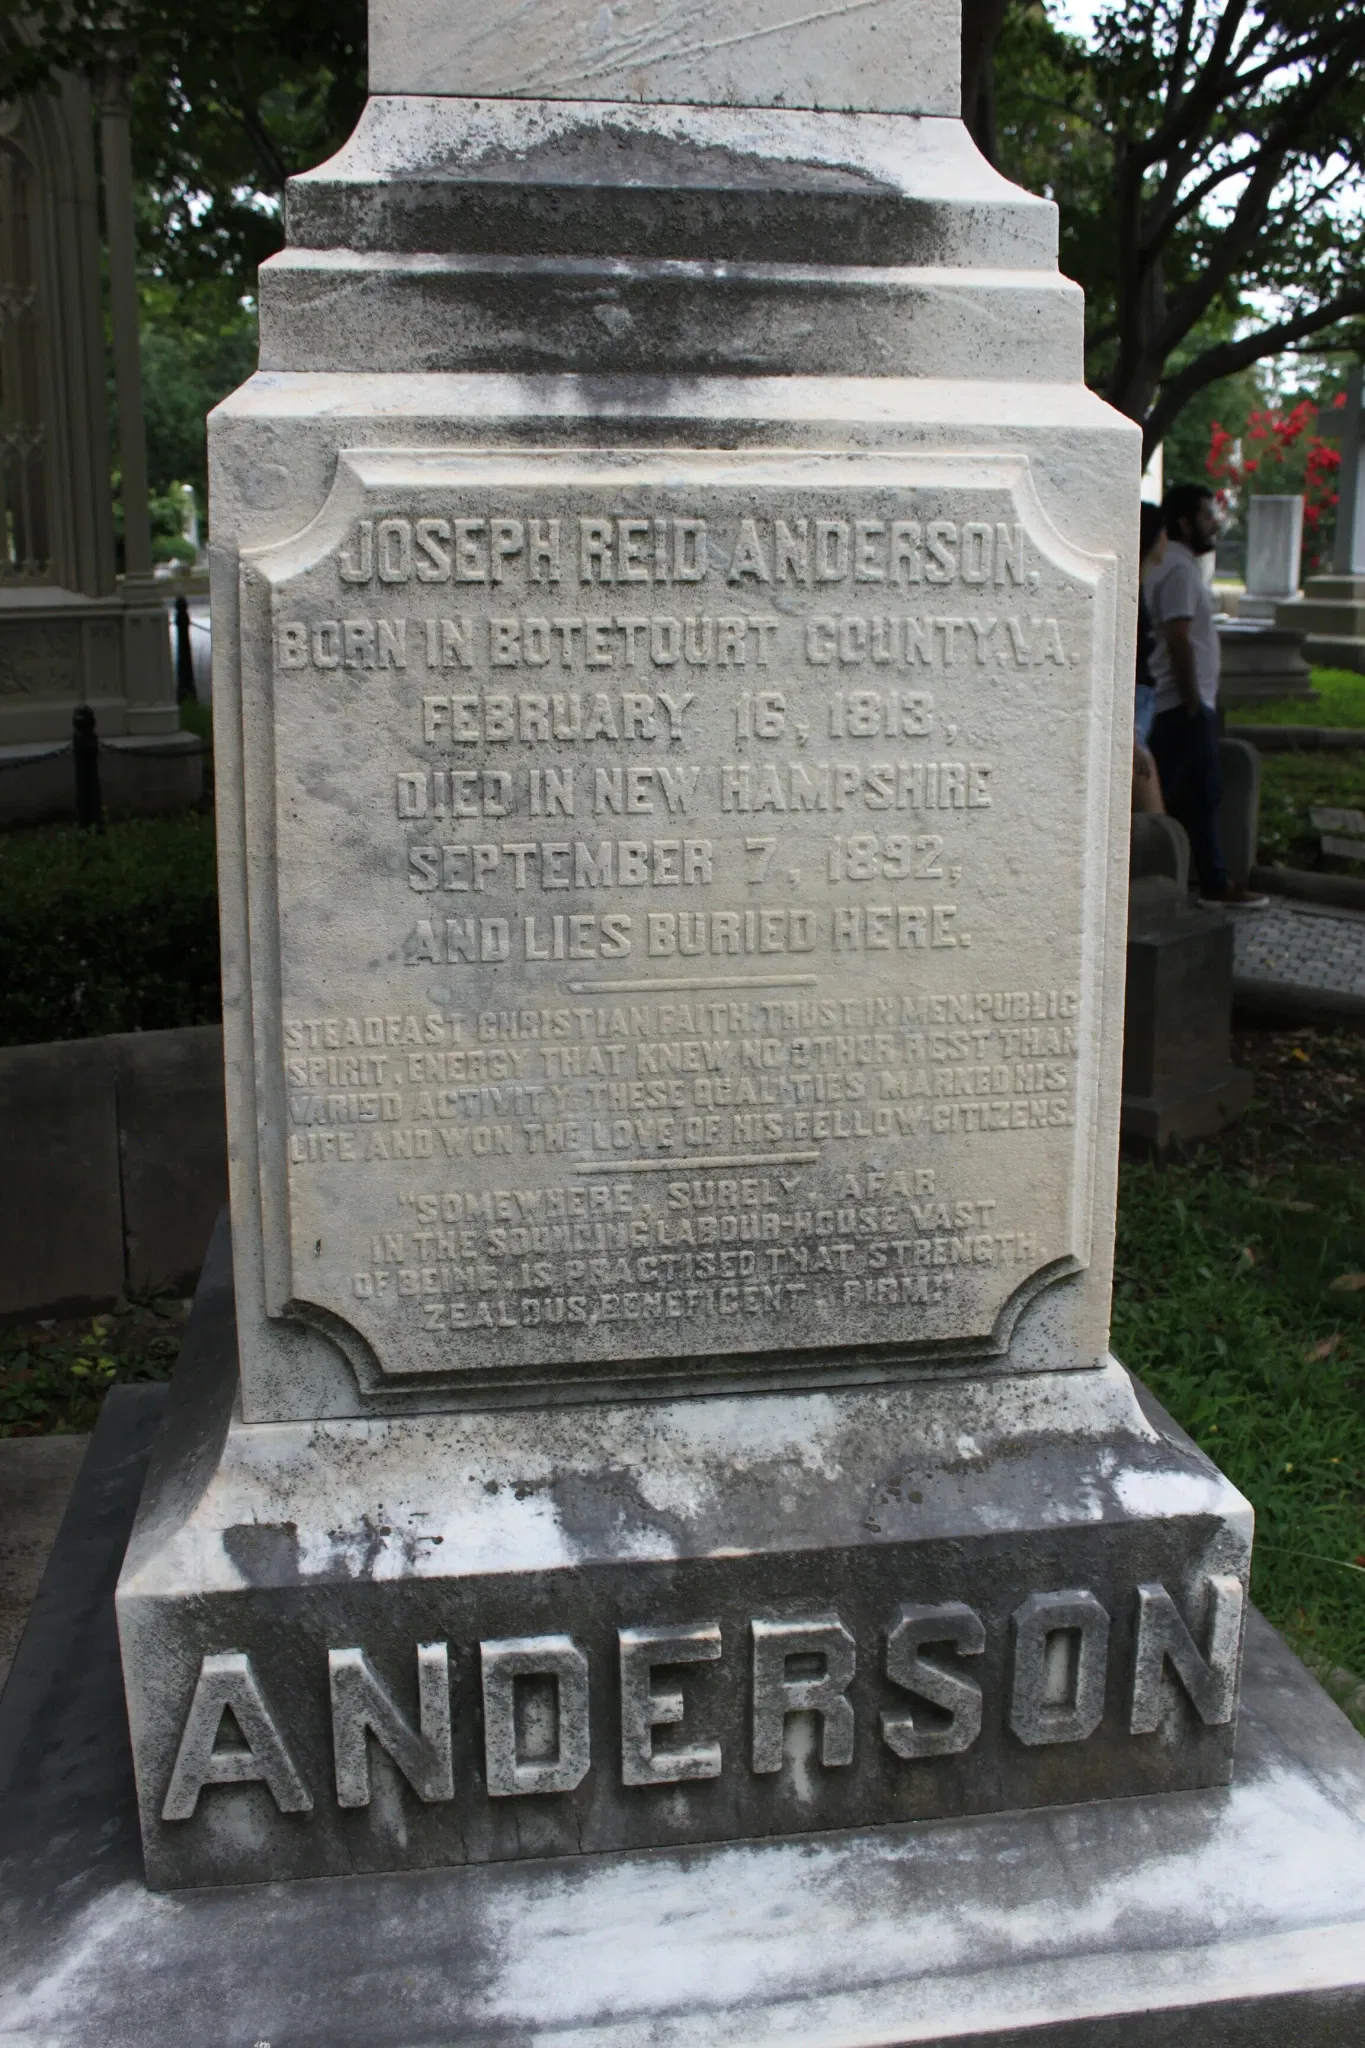 JOSEPH REID ANDERSON.
BORN IN BOTETOURT COUNTY, VA.
FEBRUARY 16, 1813,
DIED IN NEW HAMPSHIRE
SEPTEMBER 7, 1892,
AND LIES BURIED HERE.
STEADFAST CHRISTIAN FAITH, TRUST IN MEN, PUBLIC
SPIRIT, ENERGY THAT KNEW NO OTHER REST THAN
VARIED ACTIVITY: THESE QUALITIES MARKED HIS
LIFE AND WON THE LOVE OF HIS FELLOW-CITIZENS.
"SOMEWHERE, SURELY, AFAR
IN THE SOUNDING LABOUR-HOUSE VAST
OF BEING, IS PRACTISED THAT STRENGTH,
ZEALOUS, BENEFICENT, FIRM."
ANDERSON